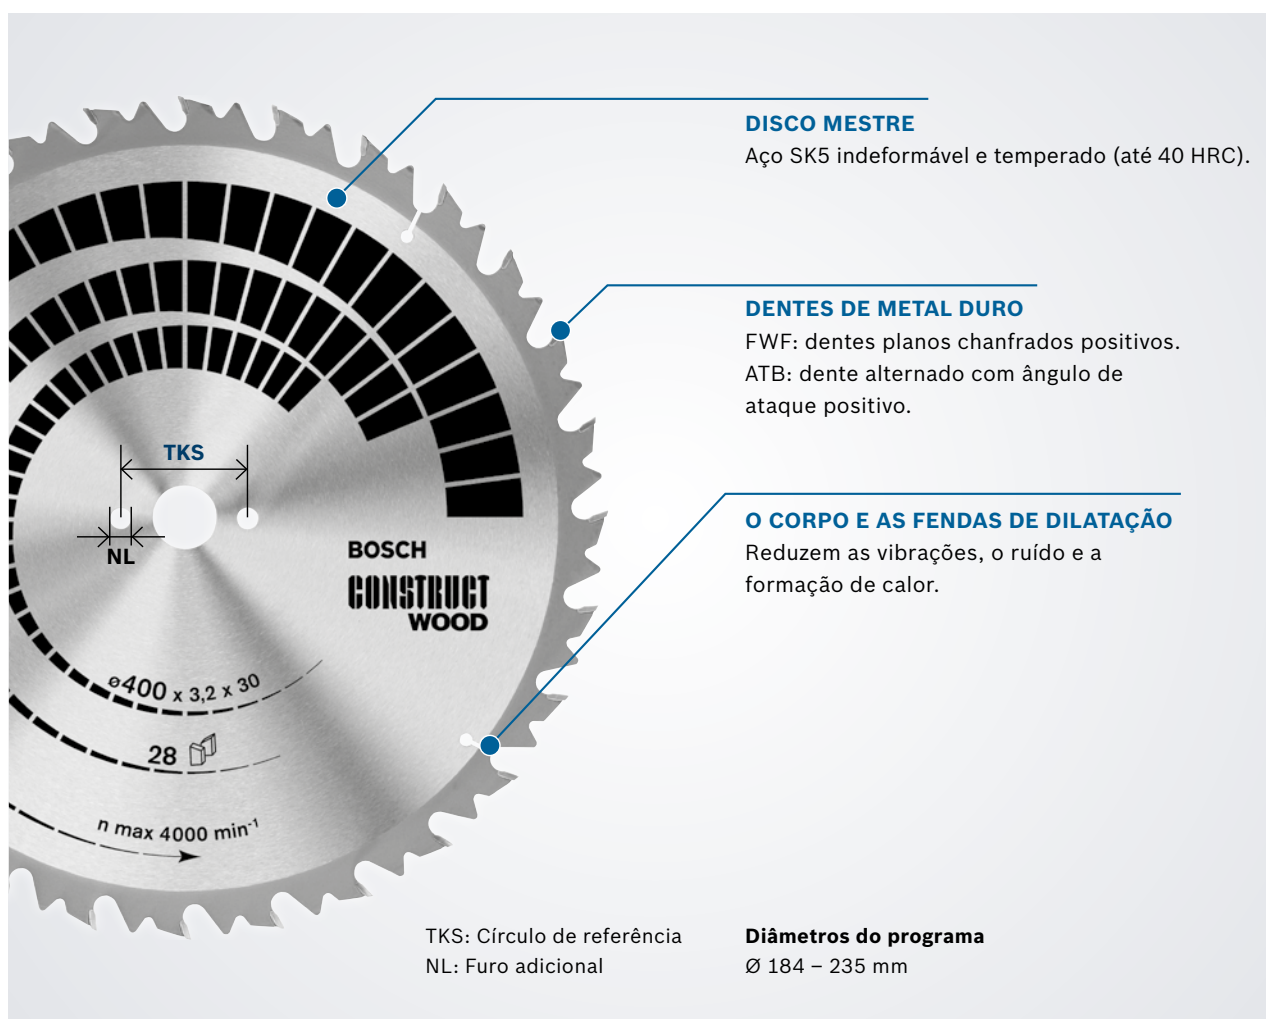 DISCO MESTRE
Aço SK5 indeformável e temperado (até 40 HRC).
DENTES DE METAL DURO
FWF: dentes planos chanfrados positivos.
ATB: dente alternado com ângulo de
ataque positivo.
TKS
NL
O CORPO E AS FENDAS DE DILATAÇÃO
Reduzem as vibrações, o ruído e a
formação de calor.
BOSCH
CONSTRUCT
WOOD
ø400 x 3,2 x 30
28
n max 4000 min⁻¹
TKS: Círculo de referência
NL: Furo adicional
Diâmetros do programa
Ø 184 – 235 mm